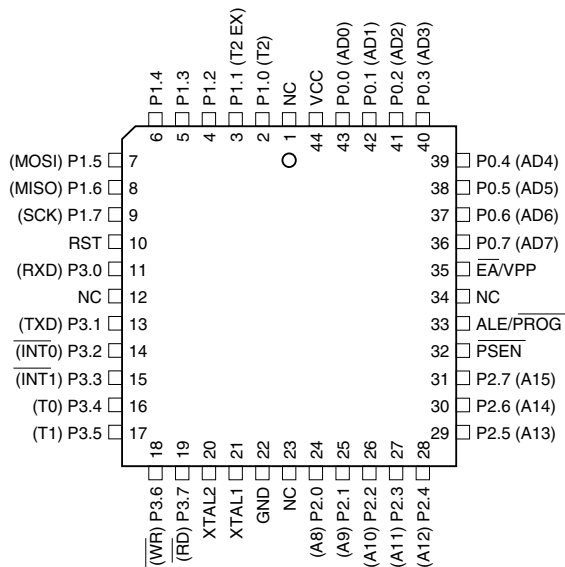 P1.4
P1.3
P1.2
P1.1 (T2 EX)
P1.0 (T2)
NC
VCC
P0.0 (AD0)
P0.1 (AD1)
P0.2 (AD2)
P0.3 (AD3)
6
5
4
3
2
1
44
43
42
41
40
(MOSI) P1.5 7
(MISO) P1.6 8
(SCK) P1.7 9
RST 10
(RXD) P3.0 11
NC 12
(TXD) P3.1 13
(INT0) P3.2 14
(INT1) P3.3 15
(T0) P3.4 16
(T1) P3.5 17
39 P0.4 (AD4)
38 P0.5 (AD5)
37 P0.6 (AD6)
36 P0.7 (AD7)
35 EA/VPP
34 NC
33 ALE/PROG
32 PSEN
31 P2.7 (A15)
30 P2.6 (A14)
29 P2.5 (A13)
18
19
20
21
22
23
24
25
26
27
28
(WR) P3.6
(RD) P3.7
XTAL2
XTAL1
GND
NC
(A8) P2.0
(A9) P2.1
(A10) P2.2
(A11) P2.3
(A12) P2.4